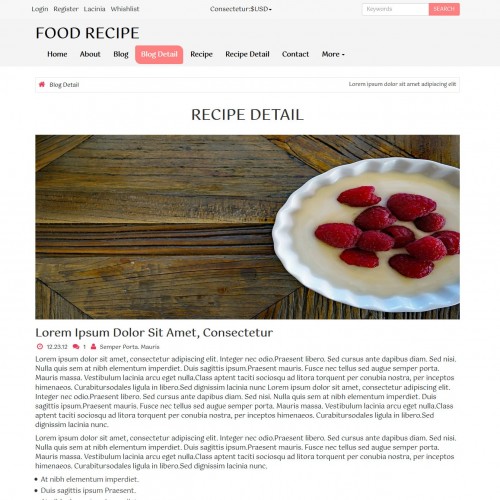 Login Register Lacinia Whishlist Consectetur:$USD Keywords SEARCH
FOOD RECIPE
Home About Blog Blog Detail Recipe Recipe Detail Contact More
Blog Detail Lorem ipsum dolor sit amet adipiscing elit
RECIPE DETAIL
Lorem Ipsum Dolor Sit Amet, Consectetur
12.23.12 1 Semper Porta. Mauris
Lorem ipsum dolor sit amet, consectetur adipiscing elit. Integer nec odio.Praesent libero. Sed cursus ante dapibus diam. Sed nisi.
Nulla quis sem at nibh elementum imperdiet. Duis sagittis ipsum.Praesent mauris. Fusce nec tellus sed augue semper porta.
Mauris massa. Vestibulum lacinia arcu eget nulla.Class aptent taciti sociosqu ad litora torquent per conubia nostra, per inceptos
himenaeos. Curabitursodales ligula in libero.Sed dignissim lacinia nunc Lorem ipsum dolor sit amet, consectetur adipiscing elit.
Integer nec odio.Praesent libero. Sed cursus ante dapibus diam. Sed nisi. Nulla quis sem at nibh elementum imperdiet. Duis
sagittis ipsum.Praesent mauris. Fusce nec tellus sed augue semper porta. Mauris massa. Vestibulum lacinia arcu eget nulla.Class
aptent taciti sociosqu ad litora torquent per conubia nostra, per inceptos himenaeos. Curabitursodales ligula in libero.Sed
dignissim lacinia nunc.
Lorem ipsum dolor sit amet, consectetur adipiscing elit. Integer nec odio.Praesent libero. Sed cursus ante dapibus diam. Sed nisi.
Nulla quis sem at nibh elementum imperdiet. Duis sagittis ipsum.Praesent mauris. Fusce nec tellus sed augue semper porta.
Mauris massa. Vestibulum lacinia arcu eget nulla.Class aptent taciti sociosqu ad litora torquent per conubia nostra, per inceptos
himenaeos. Curabitursodales ligula in libero.Sed dignissim lacinia nunc.
At nibh elementum imperdiet.
Duis sagittis ipsum Praesent.